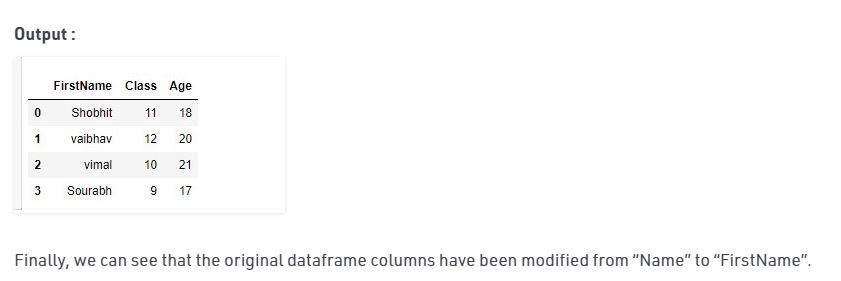 Output :
FirstName Class Age
0 Shobhit 11 18
1 vaibhav 12 20
2 vimal 10 21
3 Sourabh 9 17
Finally, we can see that the original dataframe columns have been modified from “Name” to “FirstName”.